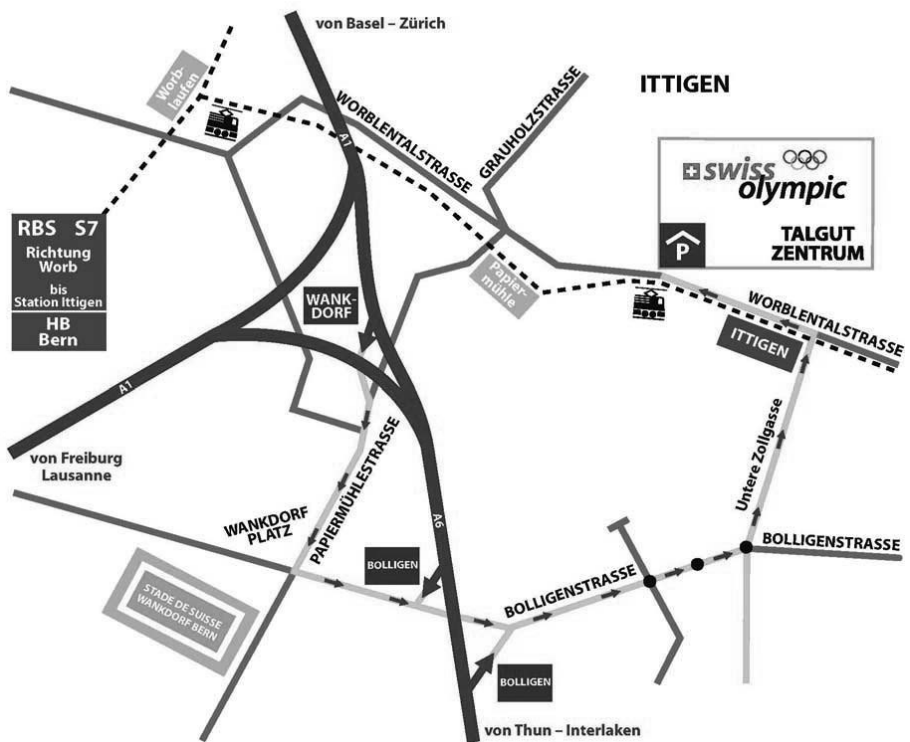 von Basel – Zürich
Worb-
laufen
A1
WORBLENTALSTRASSE
GRAUHOLZSTRASSE
ITTIGEN
swiss
olympic
P
TALGUT
ZENTRUM
RBS S7
Richtung
Worb
bis
Station Ittigen
HB
Bern
WANK-
DORF
Papier-
mühle
WORBLENTALSTRASSE
ITTIGEN
A1
von Freiburg
Lausanne
PAPIERMÜHLESTRASSE
A6
Untere Zollgasse
WANKDORF
PLATZ
BOLLIGEN
BOLLIGENSTRASSE
BOLLIGENSTRASSE
STADE DE SUISSE
WANKDORF BERN
BOLLIGEN
von Thun – Interlaken